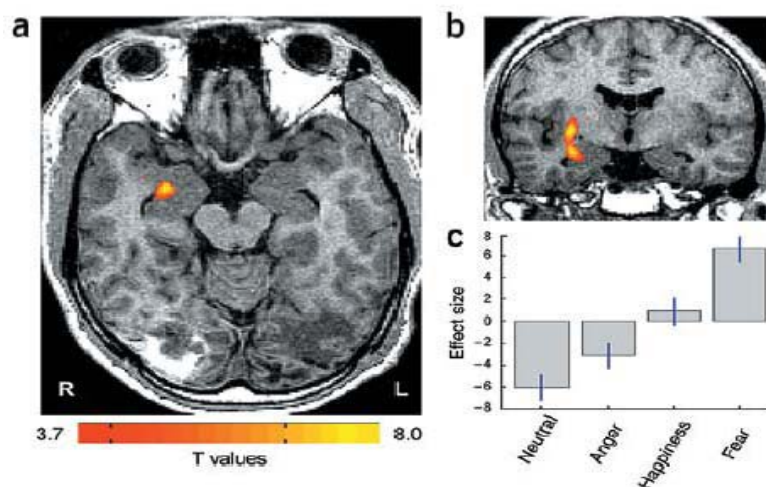 a
R
L
3.7
8.0
T values
b
c
Effect size
8
6
4
2
0
-2
-4
-6
-8
Neutral
Anger
Happiness
Fear